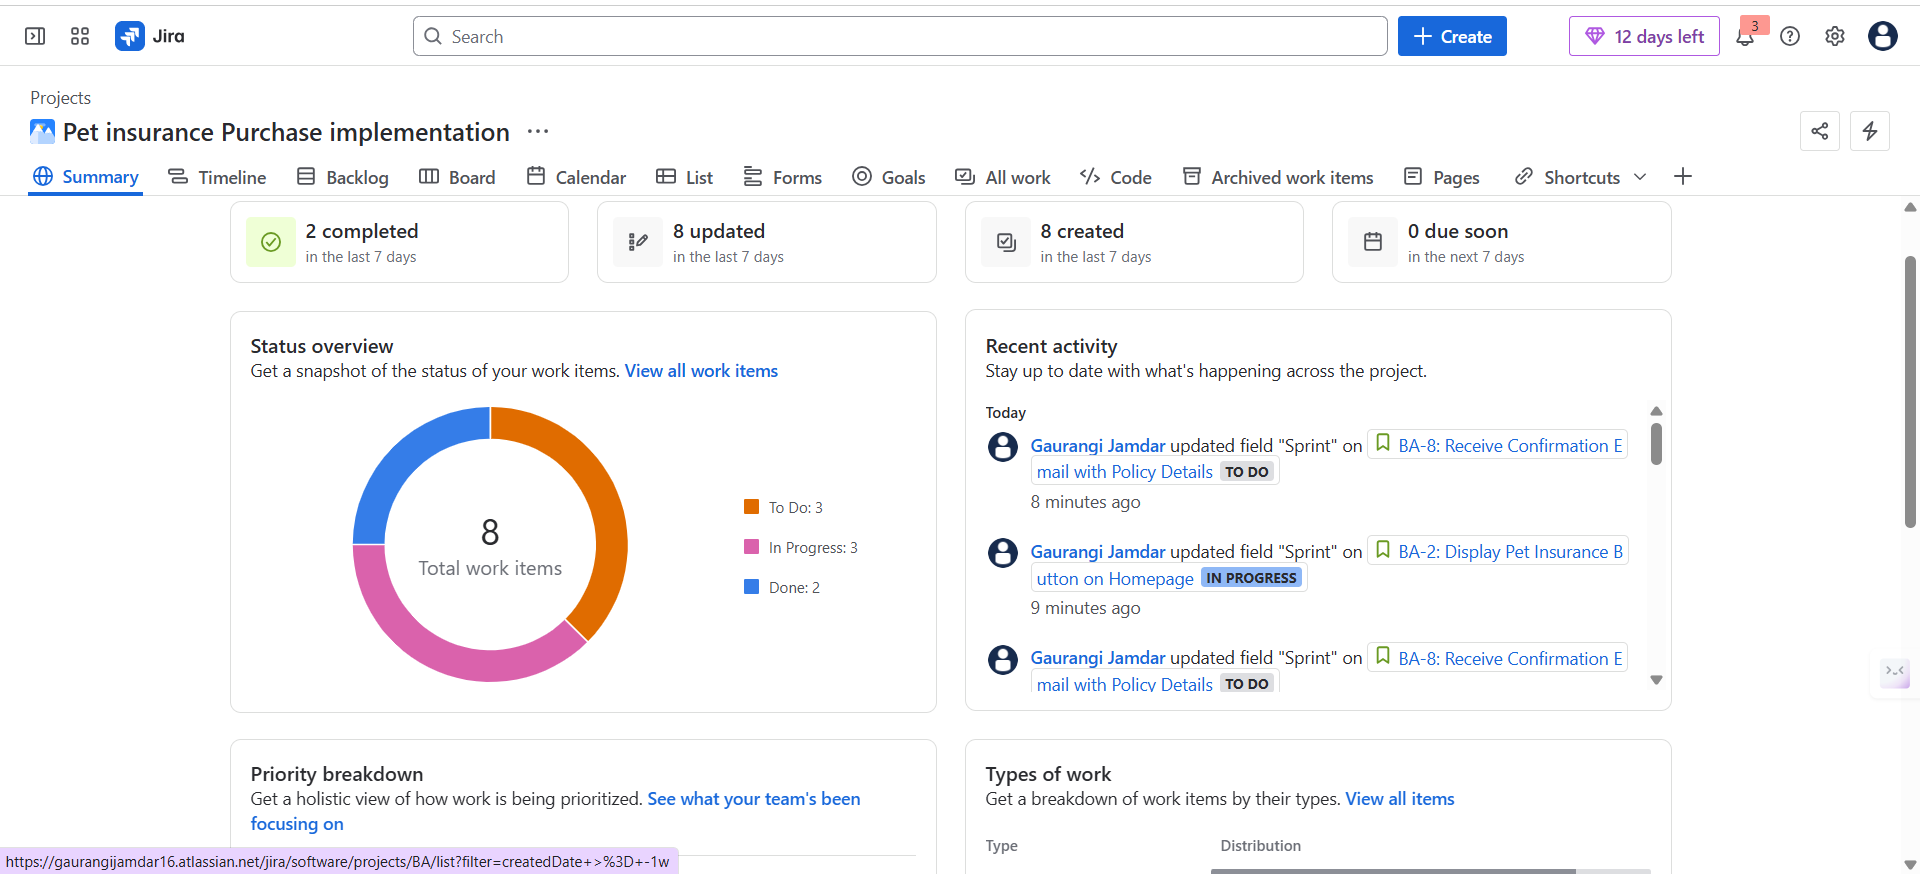 Jira
Search
Create
12 days left
3
Projects
Pet insurance Purchase implementation
Summary
Timeline
Backlog
Board
Calendar
List
Forms
Goals
All work
Code
Archived work items
Pages
Shortcuts
2 completed
in the last 7 days
8 updated
in the last 7 days
8 created
in the last 7 days
0 due soon
in the next 7 days
Status overview
Get a snapshot of the status of your work items. View all work items
8
Total work items
To Do: 3
In Progress: 3
Done: 2
Recent activity
Stay up to date with what's happening across the project.
Today
Gaurangi Jamdar updated field "Sprint" on BA-8: Receive Confirmation E
mail with Policy Details TO DO
8 minutes ago
Gaurangi Jamdar updated field "Sprint" on BA-2: Display Pet Insurance B
utton on Homepage IN PROGRESS
9 minutes ago
Gaurangi Jamdar updated field "Sprint" on BA-8: Receive Confirmation E
mail with Policy Details TO DO
Priority breakdown
Get a holistic view of how work is being prioritized. See what your team's been
focusing on
Types of work
Get a breakdown of work items by their types. View all items
Type
Distribution
https://gaurangijamdar16.atlassian.net/jira/software/projects/BA/list?filter=createdDate+>%3D+-1w